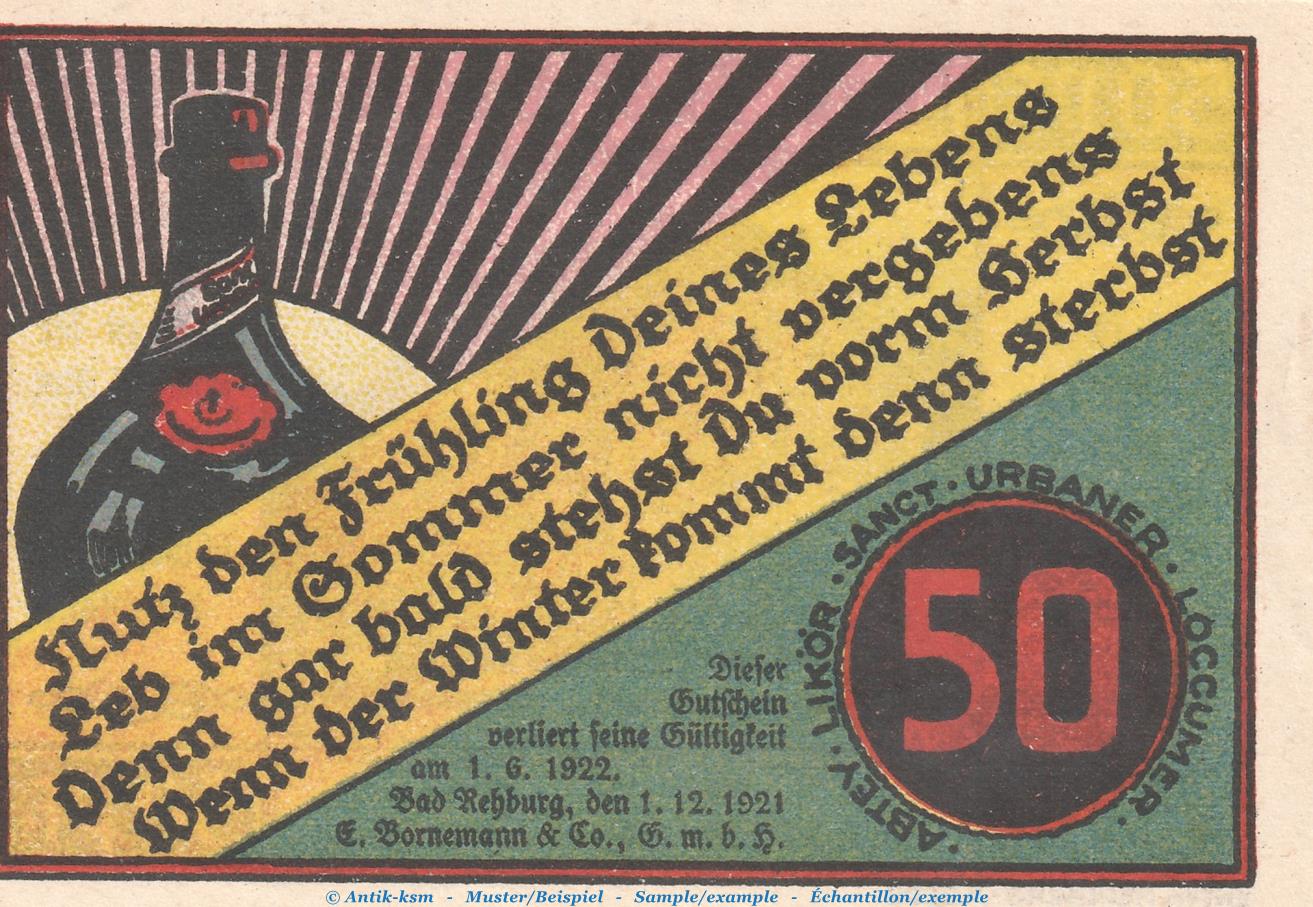 Nutz den Frühling Deines Lebens
Leb im Sommer nicht vergebens
Denn gar bald stehst Du vorm Herbst
Wenn der Winter kommt denn sterbst
Dieser
Gutschein
verliert seine Gültigkeit
am 1. 6. 1922.
Bad Rehburg, den 1. 12. 1921
E. Bornemann & Co., G. m. b. H.
· ABTEY · LIKÖR · SANCT · URBANER · LOCCUMER ·
50
© Antik-ksm - Muster/Beispiel - Sample/example - Échantillon/exemple